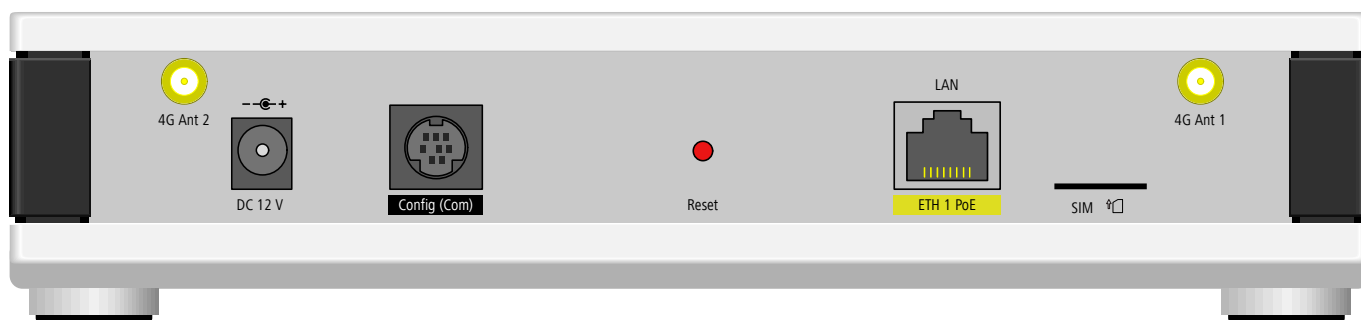 4G Ant 2
DC 12 V
Config (Com)
Reset
LAN
ETH 1 PoE
SIM
4G Ant 1